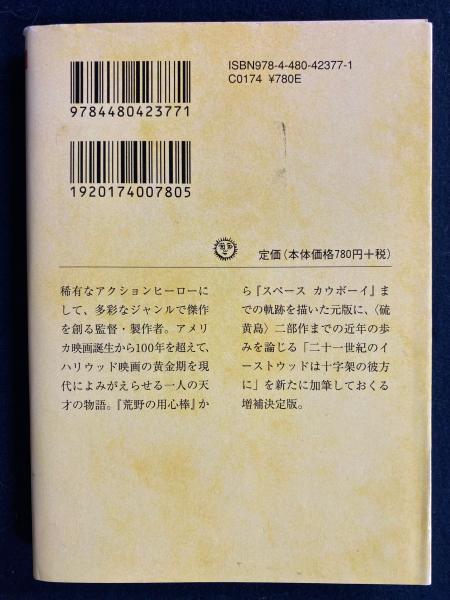 ISBN978-4-480-42377-1
C0174 ¥780E
9784480423771
1920174007805
定価(本体価格780円+税)
稀有なアクションヒーローに
して、多彩なジャンルで傑作
を創る監督・製作者。アメリ
カ映画誕生から100年を超えて、
ハリウッド映画の黄金期を現
代によみがえらせる一人の天
才の物語。『荒野の用心棒』か
ら『スペース カウボーイ』ま
での軌跡を描いた元版に、〈硫
黄島〉二部作までの近年の歩
みを論じる「二十一世紀のイ
ーストウッドは十字架の彼方
に」を新たに加筆しておくる
増補決定版。